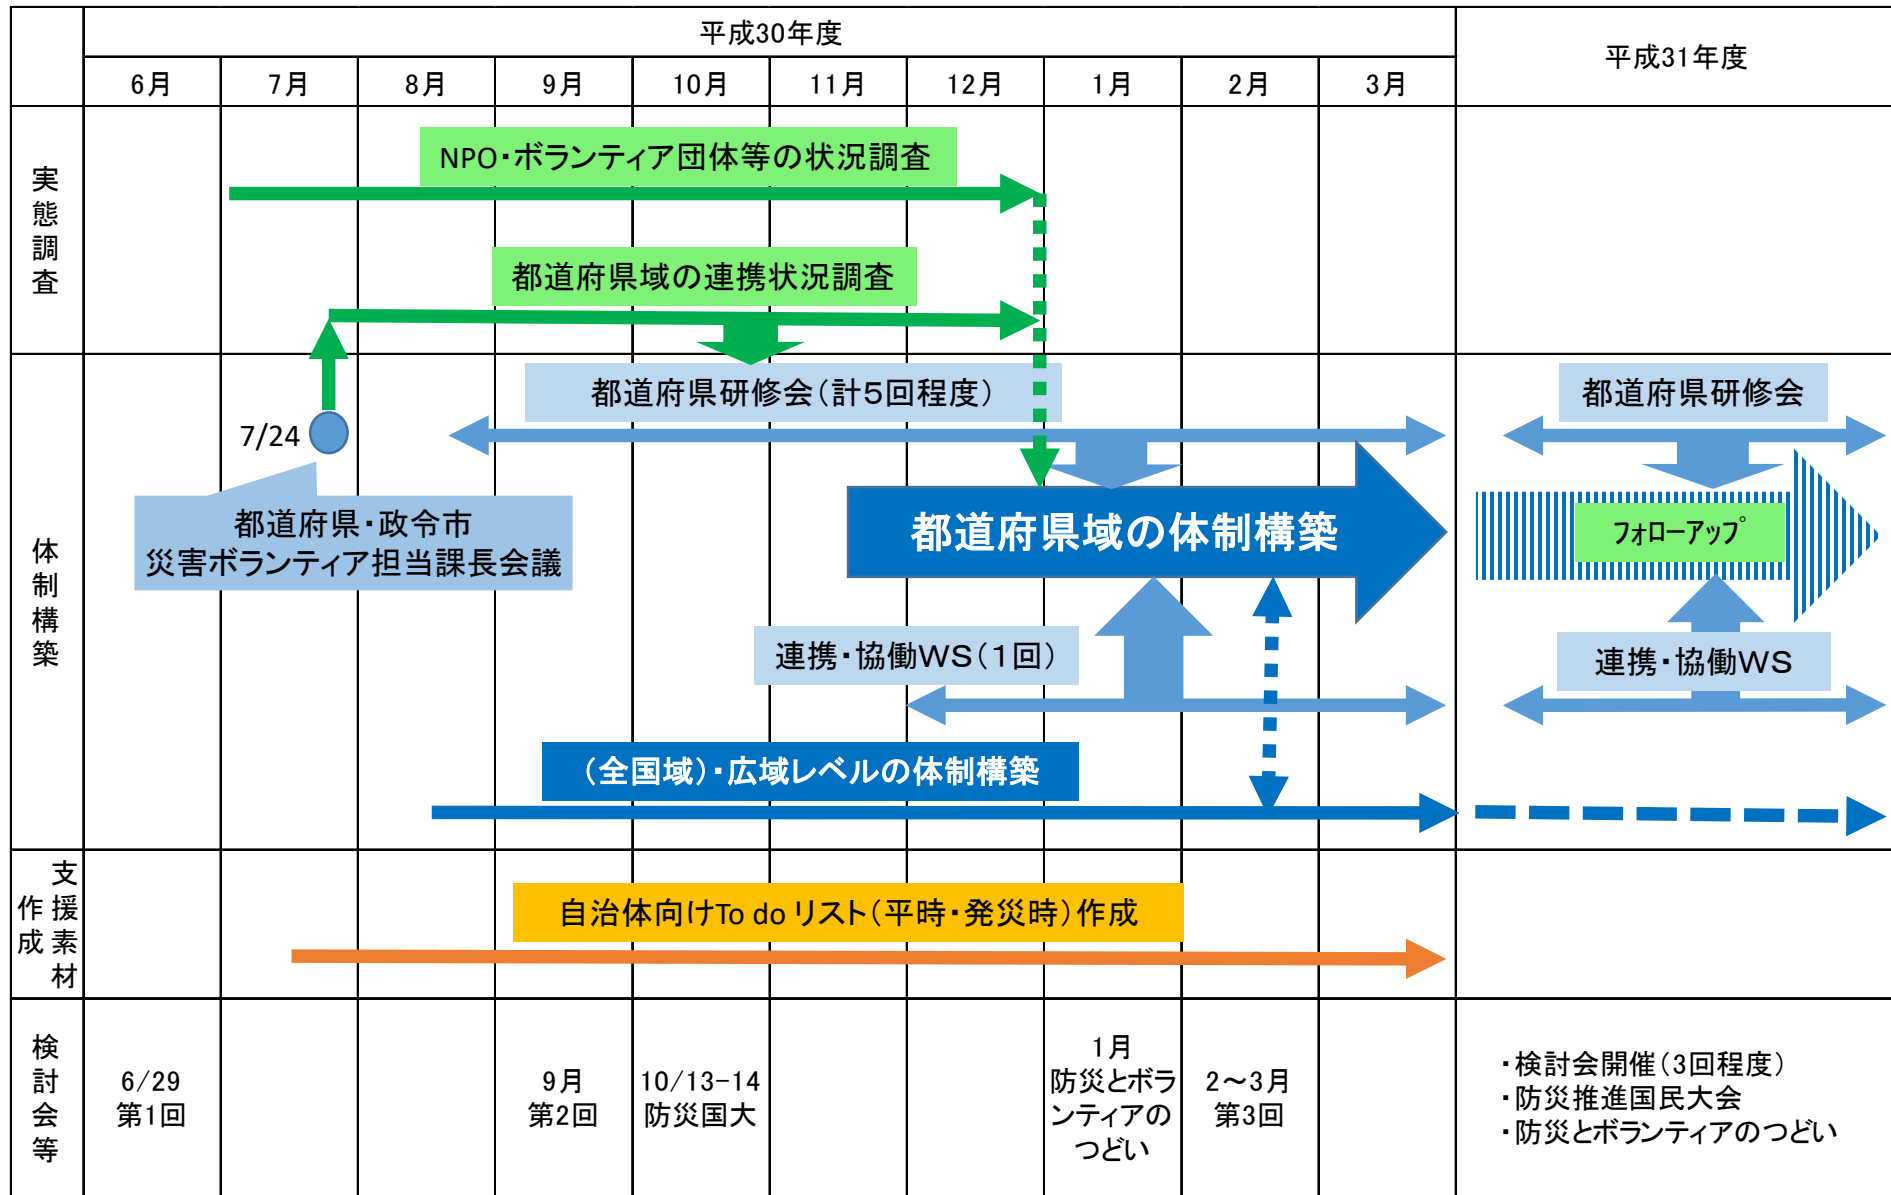 平成30年度
平成31年度
6月
7月
8月
9月
10月
11月
12月
1月
2月
3月
実態調査
NPO・ボランティア団体等の状況調査
都道府県域の連携状況調査
体制構築
都道府県研修会（計5回程度）
都道府県研修会
7/24
都道府県・政令市
災害ボランティア担当課長会議
都道府県域の体制構築
フォローアップ
連携・協働WS（1回）
連携・協働WS
（全国域）・広域レベルの体制構築
支援素材
作成
自治体向けTo do リスト（平時・発災時）作成
検討会等
6/29
第1回
9月
第2回
10/13-14
防災国大
1月
防災とボラ
ンティアの
つどい
2～3月
第3回
・検討会開催（3回程度）
・防災推進国民大会
・防災とボランティアのつどい